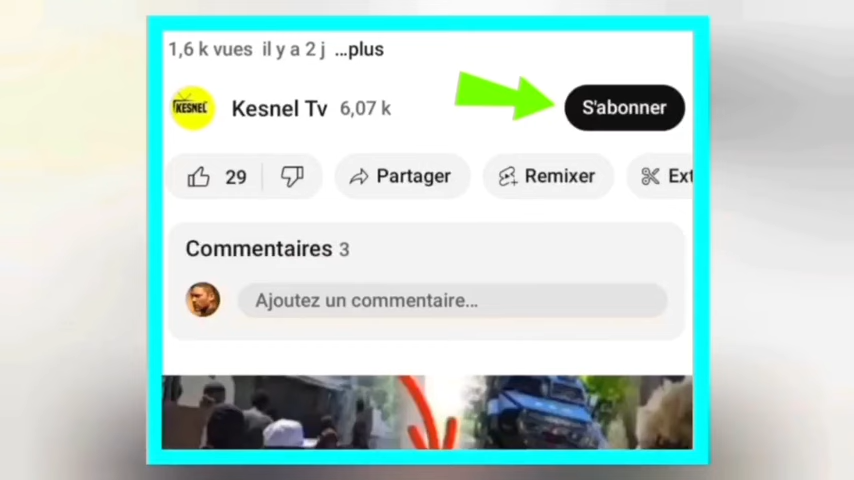 1,6 k vues il y a 2 j ...plus
KESNEL
Kesnel Tv 6,07 k
S'abonner
29
Partager
Remixer
Ext
Commentaires 3
Ajoutez un commentaire...